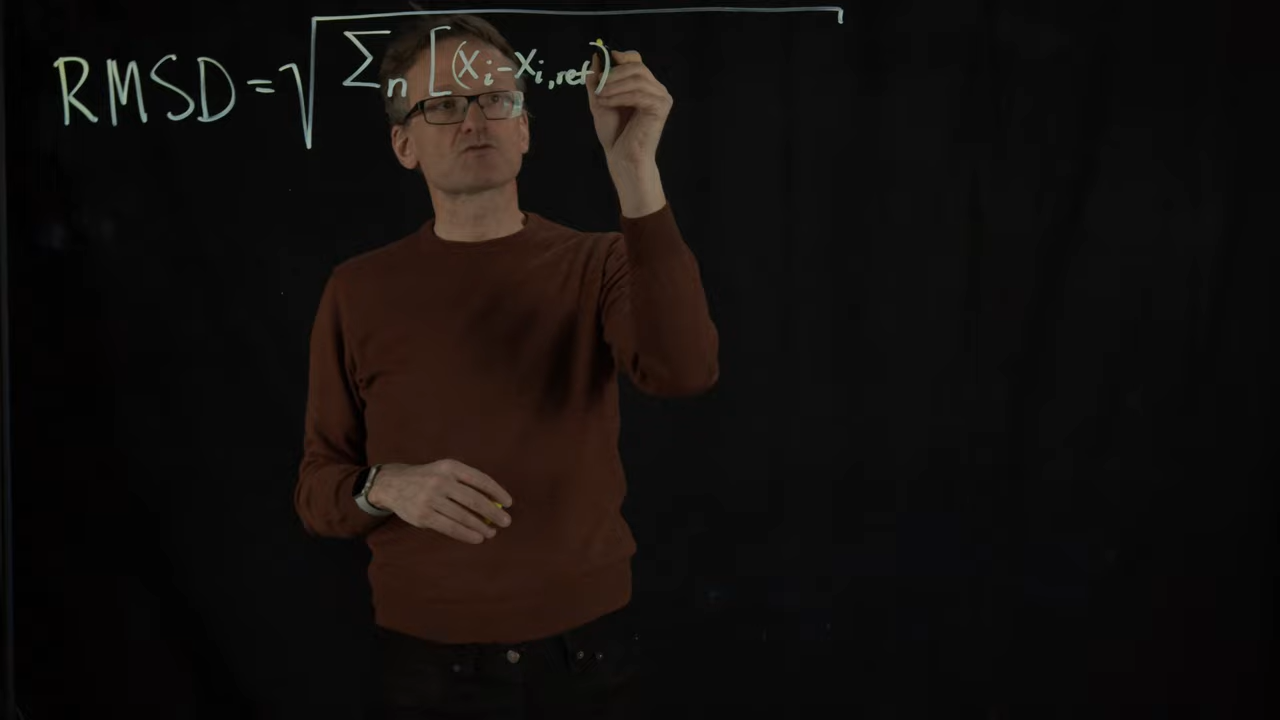 RMSD = √ Σn [(xi - xi,ref)